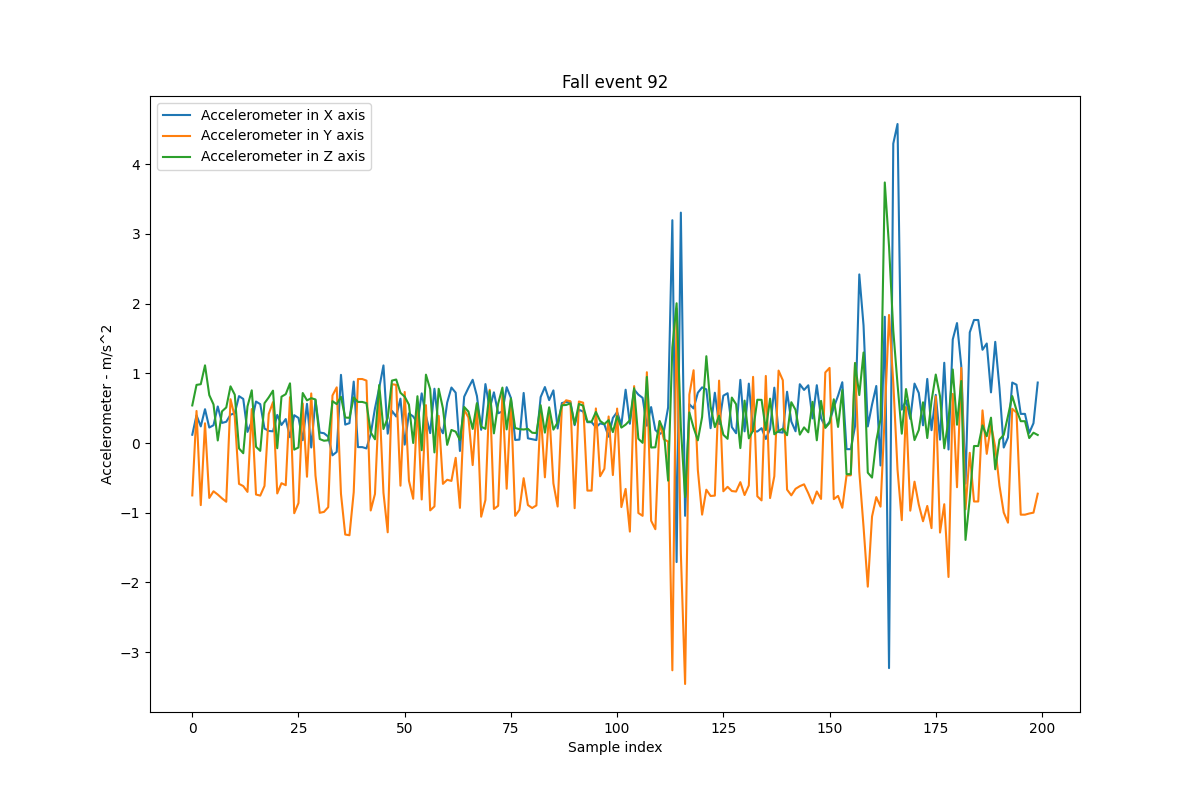 Fall event 92
Accelerometer in X axis
Accelerometer in Y axis
Accelerometer in Z axis
Accelerometer - m/s^2
4
3
2
1
0
−1
−2
−3
0 25 50 75 100 125 150 175 200
Sample index